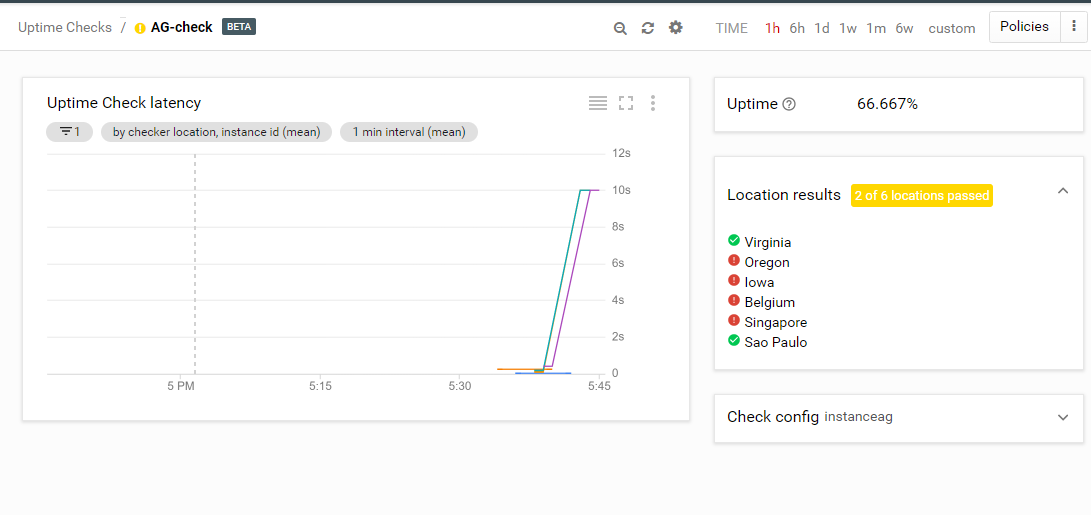 Uptime Checks / AG-check BETA
TIME 1h 6h 1d 1w 1m 6w custom Policies
Uptime Check latency
1 by checker location, instance id (mean) 1 min interval (mean)
12s
10s
8s
6s
4s
2s
0
5 PM 5:15 5:30 5:45
Uptime 66.667%
Location results 2 of 6 locations passed
Virginia
Oregon
Iowa
Belgium
Singapore
Sao Paulo
Check config instanceag